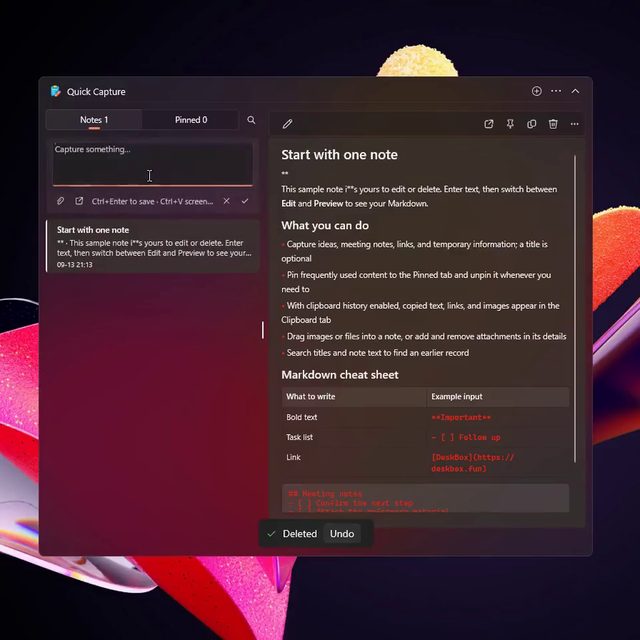 Quick Capture
Notes 1
Pinned 0
Capture something...
Ctrl+Enter to save · Ctrl+V screen...
Start with one note
** · This sample note i**s yours to edit or delete. Enter
text, then switch between Edit and Preview to see your...
09-13 21:13
Start with one note
**
This sample note i**s yours to edit or delete. Enter text, then switch between
Edit and Preview to see your Markdown.
What you can do
• Capture ideas, meeting notes, links, and temporary information; a title is
optional
• Pin frequently used content to the Pinned tab and unpin it whenever you
need to
• With clipboard history enabled, copied text, links, and images appear in the
Clipboard tab
• Drag images or files into a note, or add and remove attachments in its details
• Search titles and note text to find an earlier record
Markdown cheat sheet
What to write Example input
Bold text **Important**
Task list - [ ] Follow up
Link [DeskBox](https://
deskbox.fun)
## Meeting notes
- [ ] Confirm the next step
- [ ] Attach the reference material
Deleted Undo